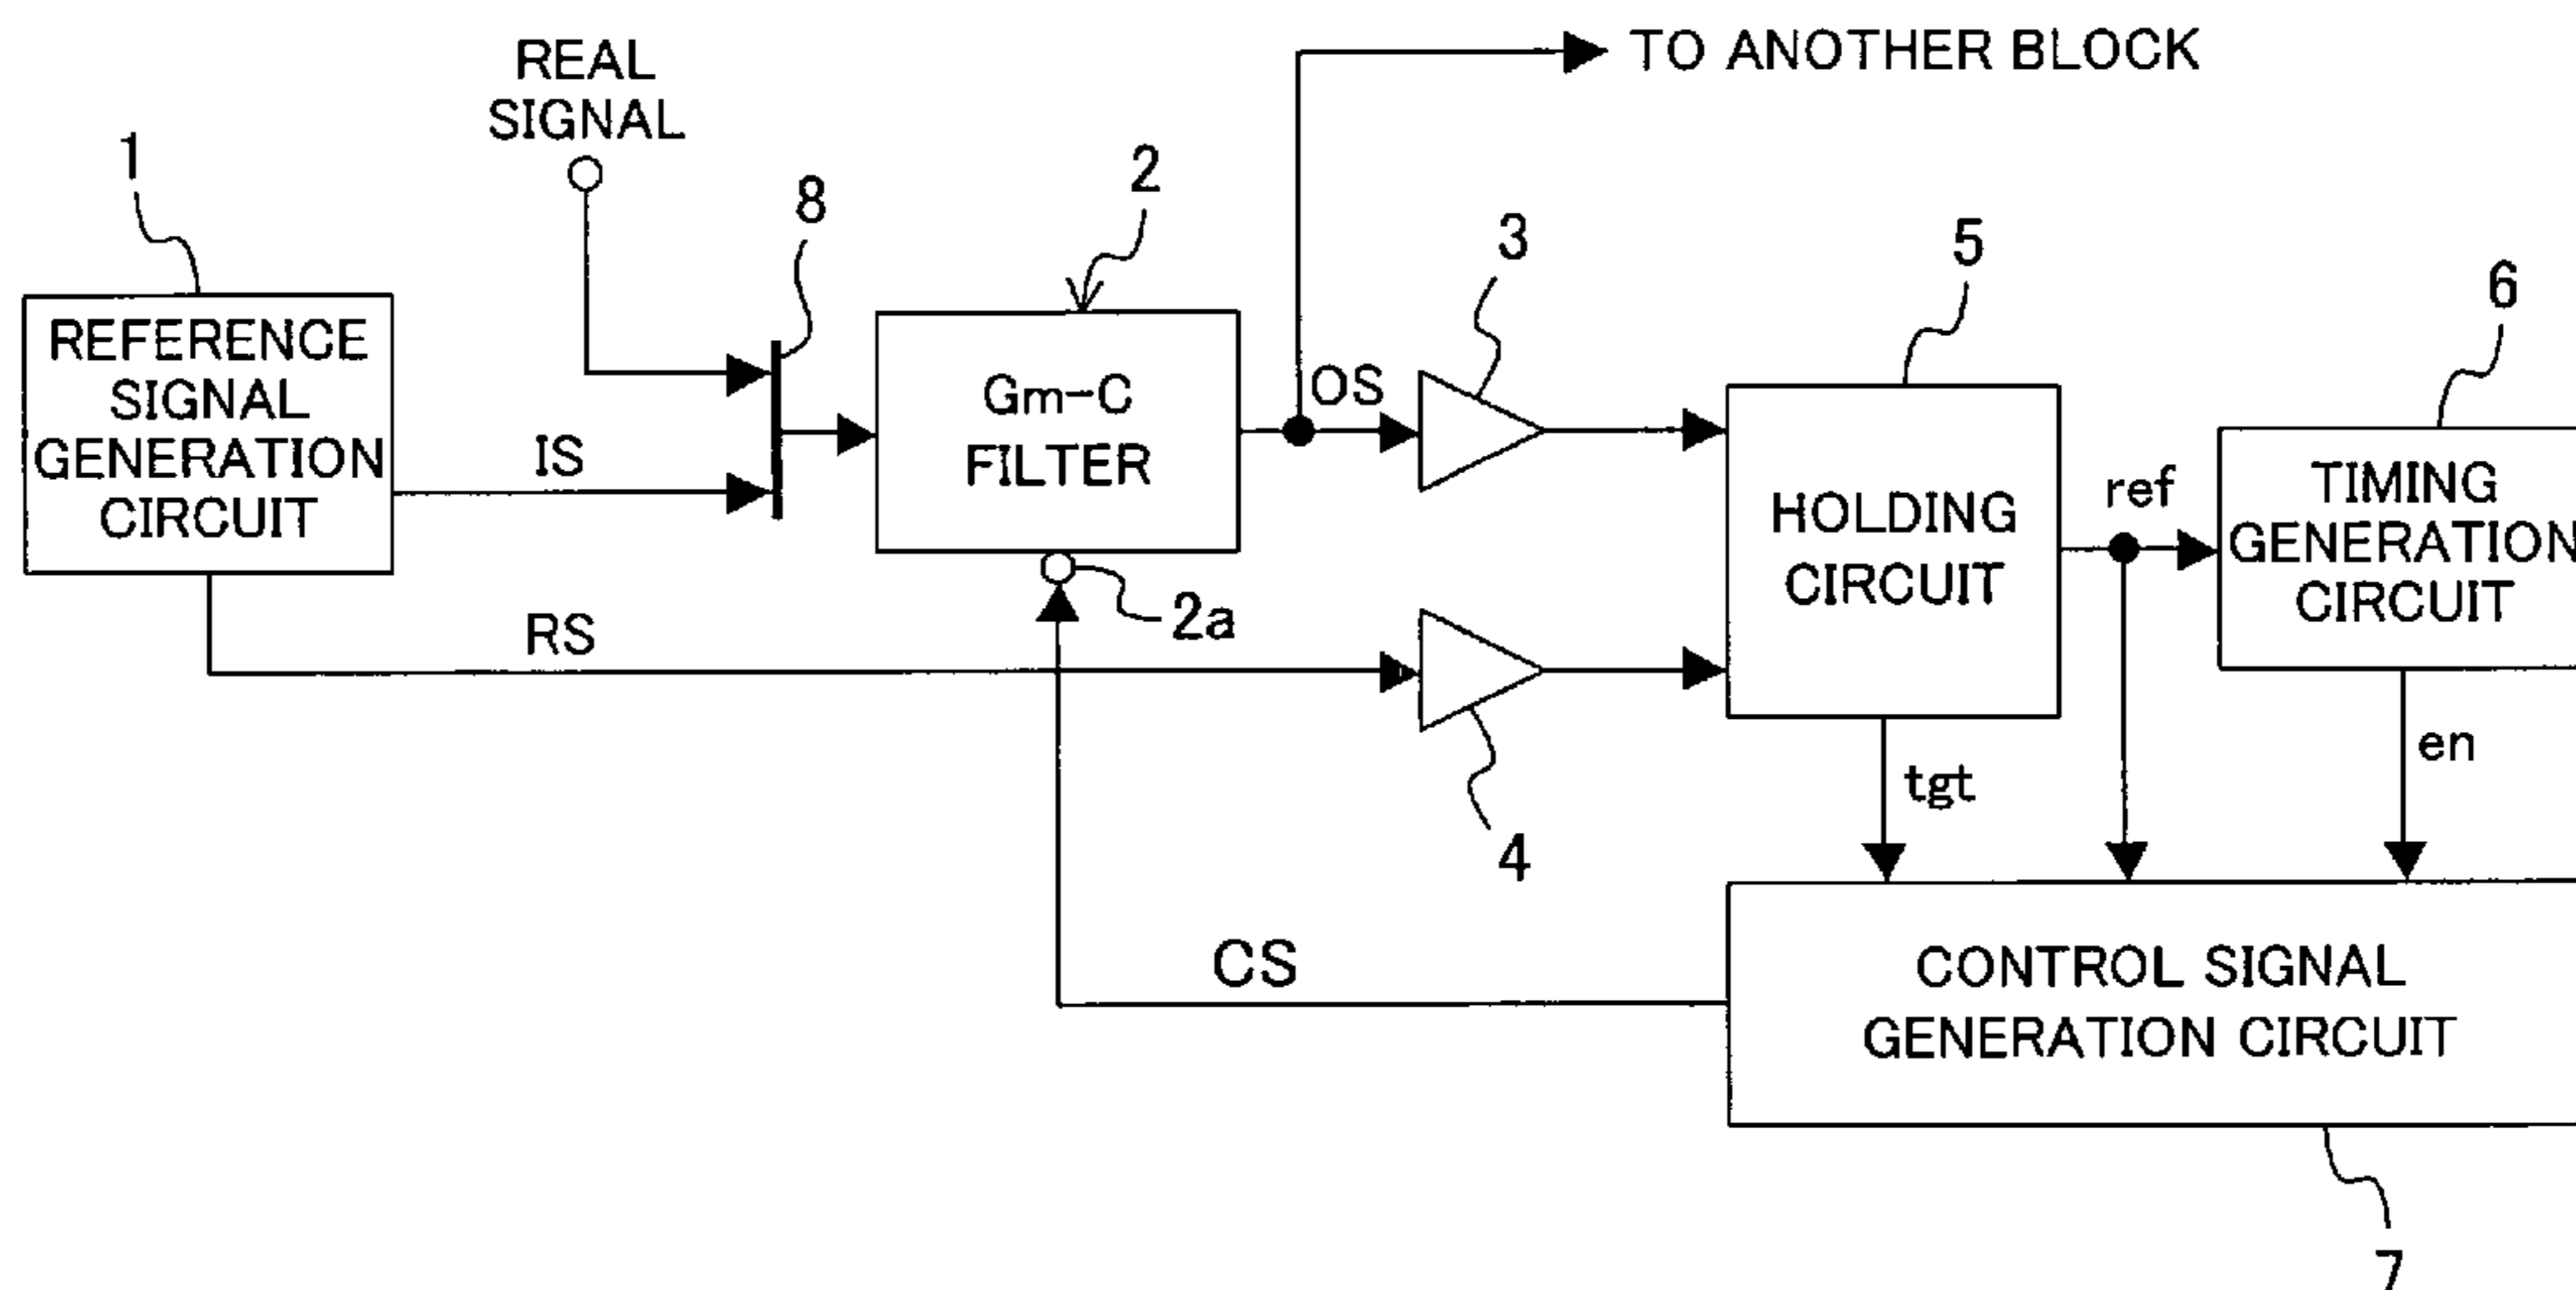 REAL
SIGNAL
TO ANOTHER BLOCK
1
8
2
3
5
6
REFERENCE
SIGNAL
GENERATION
CIRCUIT
IS
Gm-C
FILTER
OS
HOLDING
CIRCUIT
ref
TIMING
GENERATION
CIRCUIT
RS
2a
4
tgt
en
CS
CONTROL SIGNAL
GENERATION CIRCUIT
7